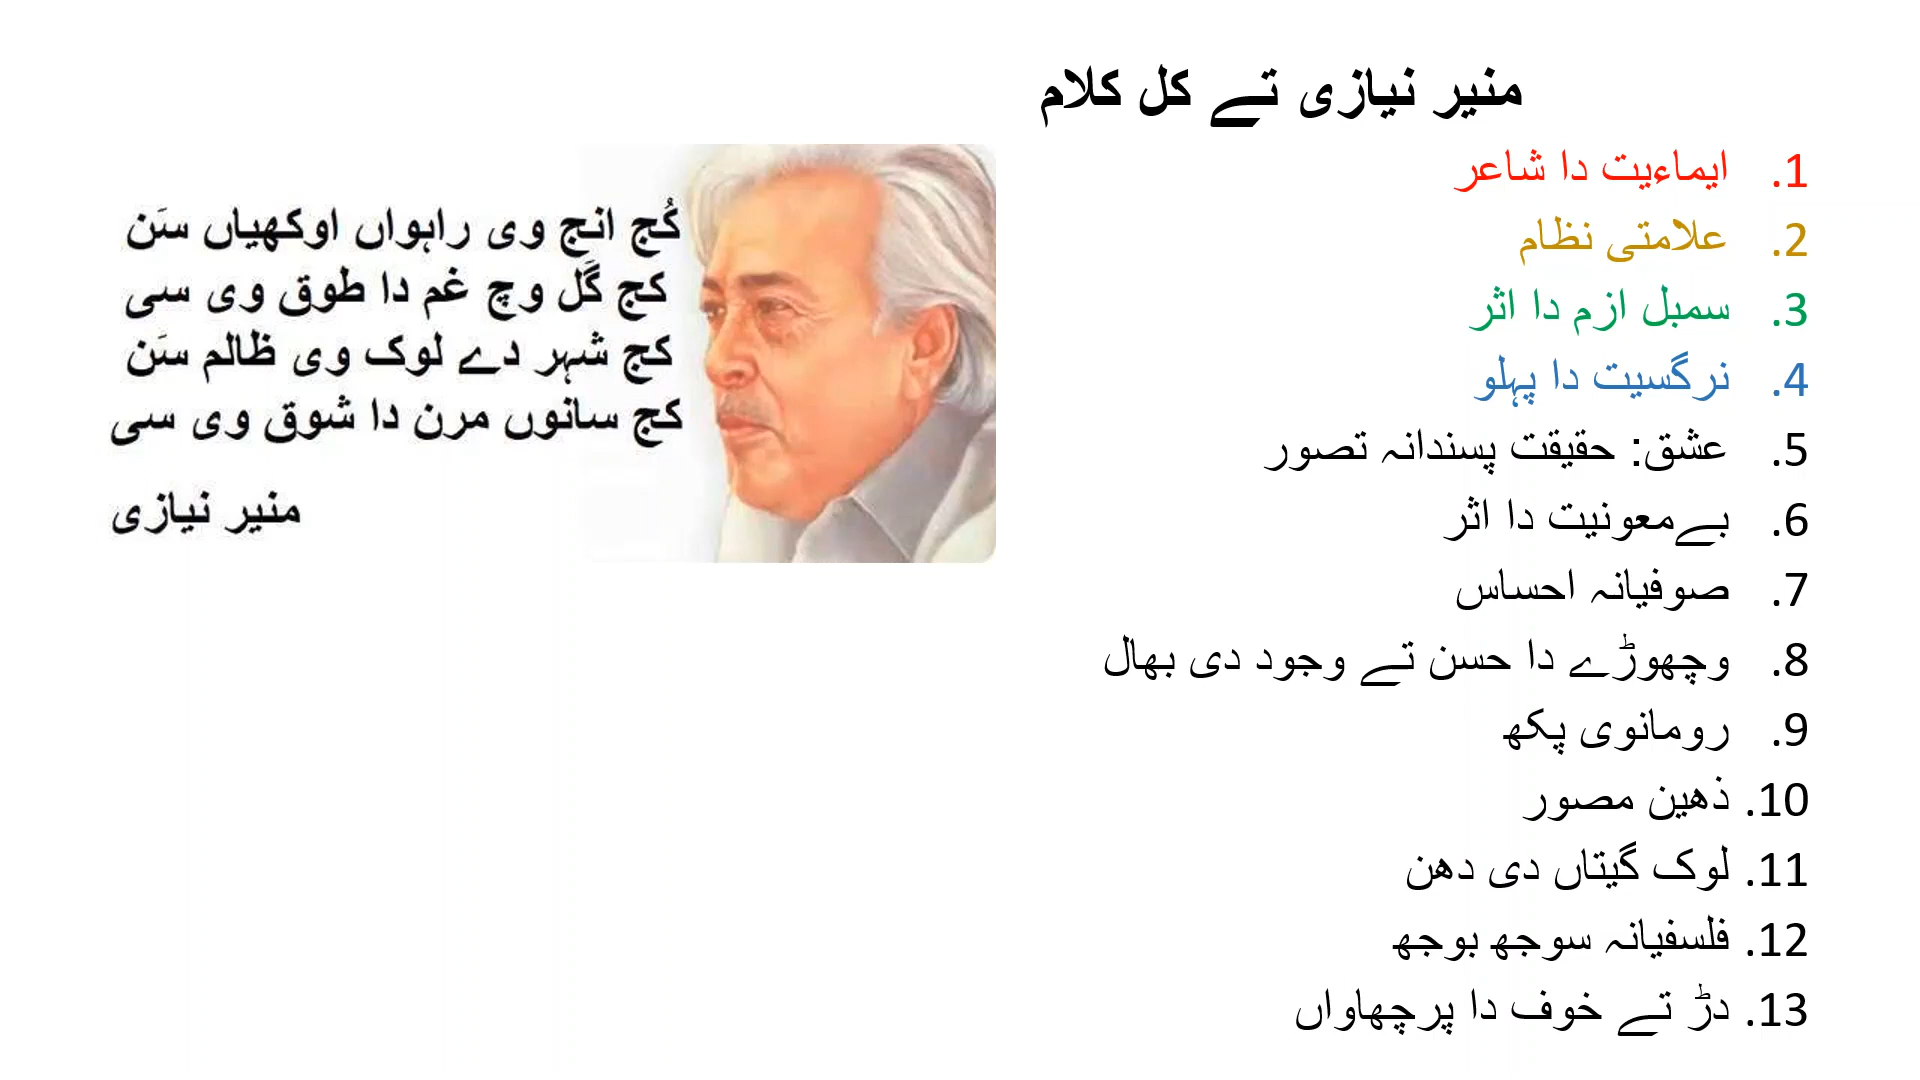 منیر نیازی تے کل کلام
1. ایماءیت دا شاعر
2. علامتی نظام
3. سمبل ازم دا اثر
4. نرگسیت دا پہلو
5. عشق: حقیقت پسندانہ تصور
6. بےمعونیت دا اثر
7. صوفیانہ احساس
8. وچھوڑے دا حسن تے وجود دی بھال
9. رومانوی پکھ
10. ذھین مصور
11. لوک گیتاں دی دھن
12. فلسفیانہ سوجھ بوجھ
13. دڑ تے خوف دا پرچھاواں
کُج انج وی راہواں اوکھیاں سَن
کج گَل وچ غم دا طوق وی سی
کج شہر دے لوک وی ظالم سَن
کج سانوں مرن دا شوق وی سی
منیر نیازی